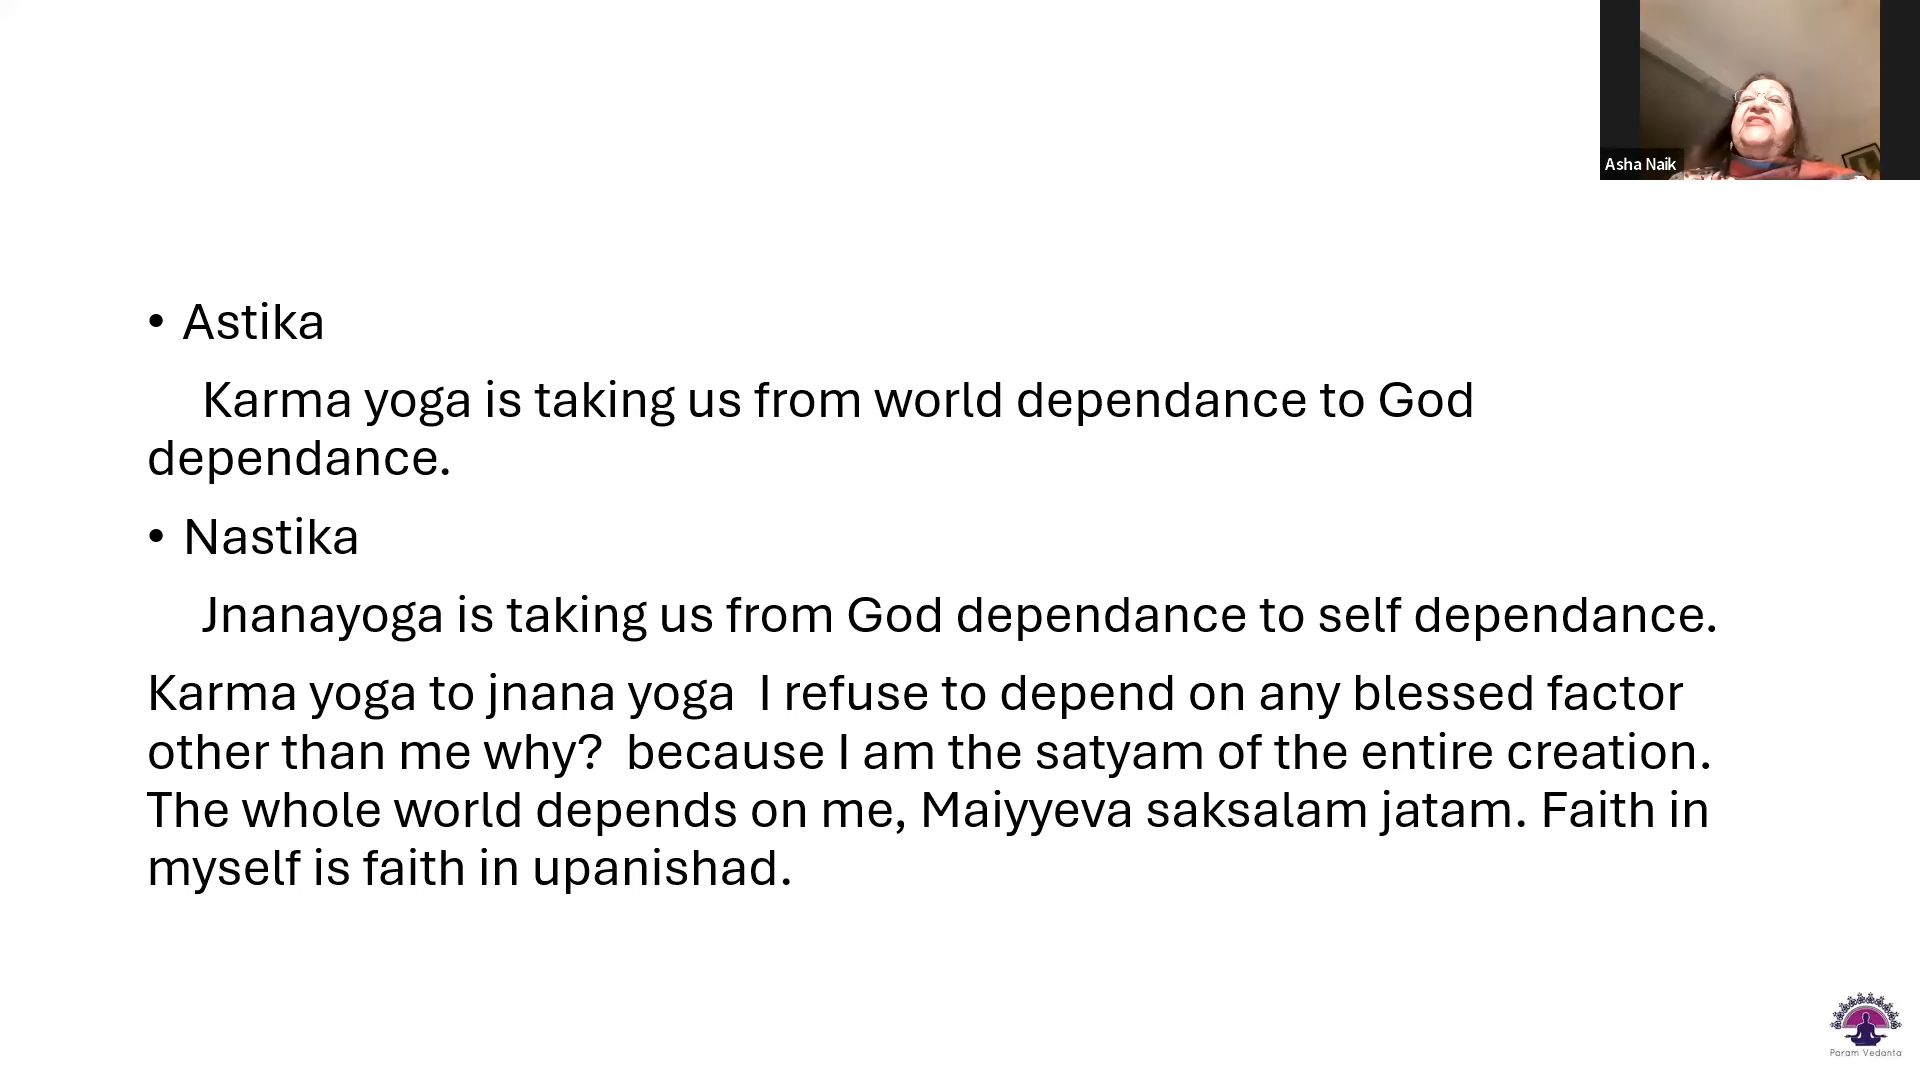 Asha Naik
• Astika
Karma yoga is taking us from world dependance to God
dependance.
• Nastika
Jnanayoga is taking us from God dependance to self dependance.
Karma yoga to jnana yoga  I refuse to depend on any blessed factor
other than me why?  because I am the satyam of the entire creation.
The whole world depends on me, Maiyyeva saksalam jatam. Faith in
myself is faith in upanishad.
Param Vedanta